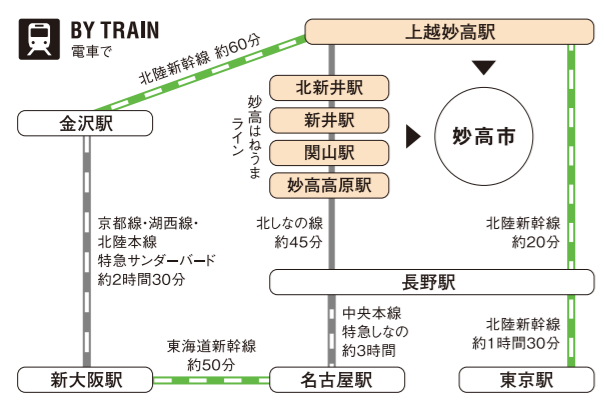 BY TRAIN
電車で
上越妙高駅
北陸新幹線 約60分
北新井駅
新井駅
関山駅
妙高高原駅
妙高はねうま
ライン
妙高市
金沢駅
京都線・湖西線・
北陸本線
特急サンダーバード
約2時間30分
北しなの線
約45分
北陸新幹線
約20分
長野駅
中央本線
特急しなの
約3時間
北陸新幹線
約1時間30分
東海道新幹線
約50分
新大阪駅
名古屋駅
東京駅